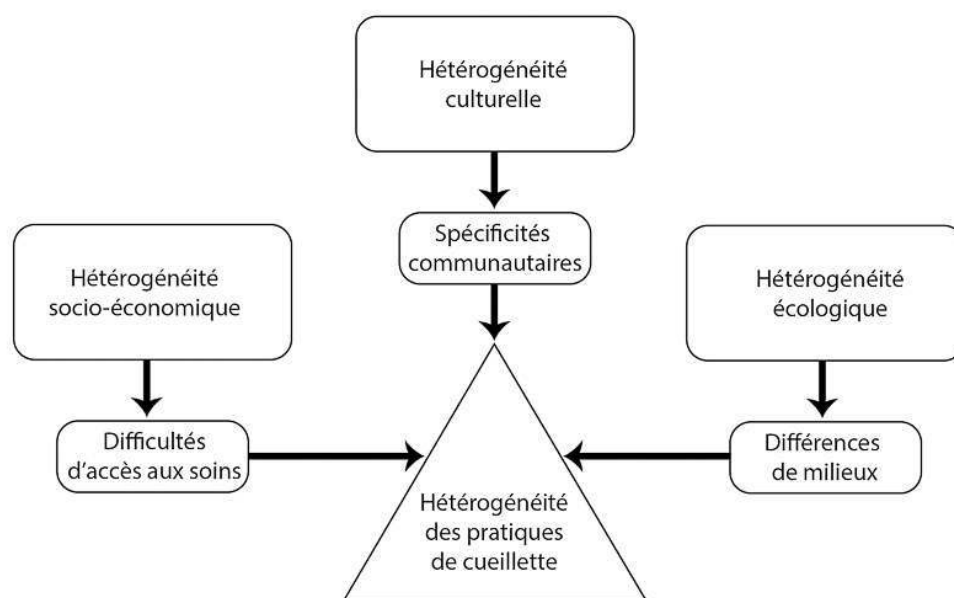 Hétérogénéité
culturelle
Spécificités
communautaires
Hétérogénéité
socio-économique
Hétérogénéité
écologique
Difficultés
d'accès aux soins
Différences
de milieux
Hétérogénéité
des pratiques
de cueillette